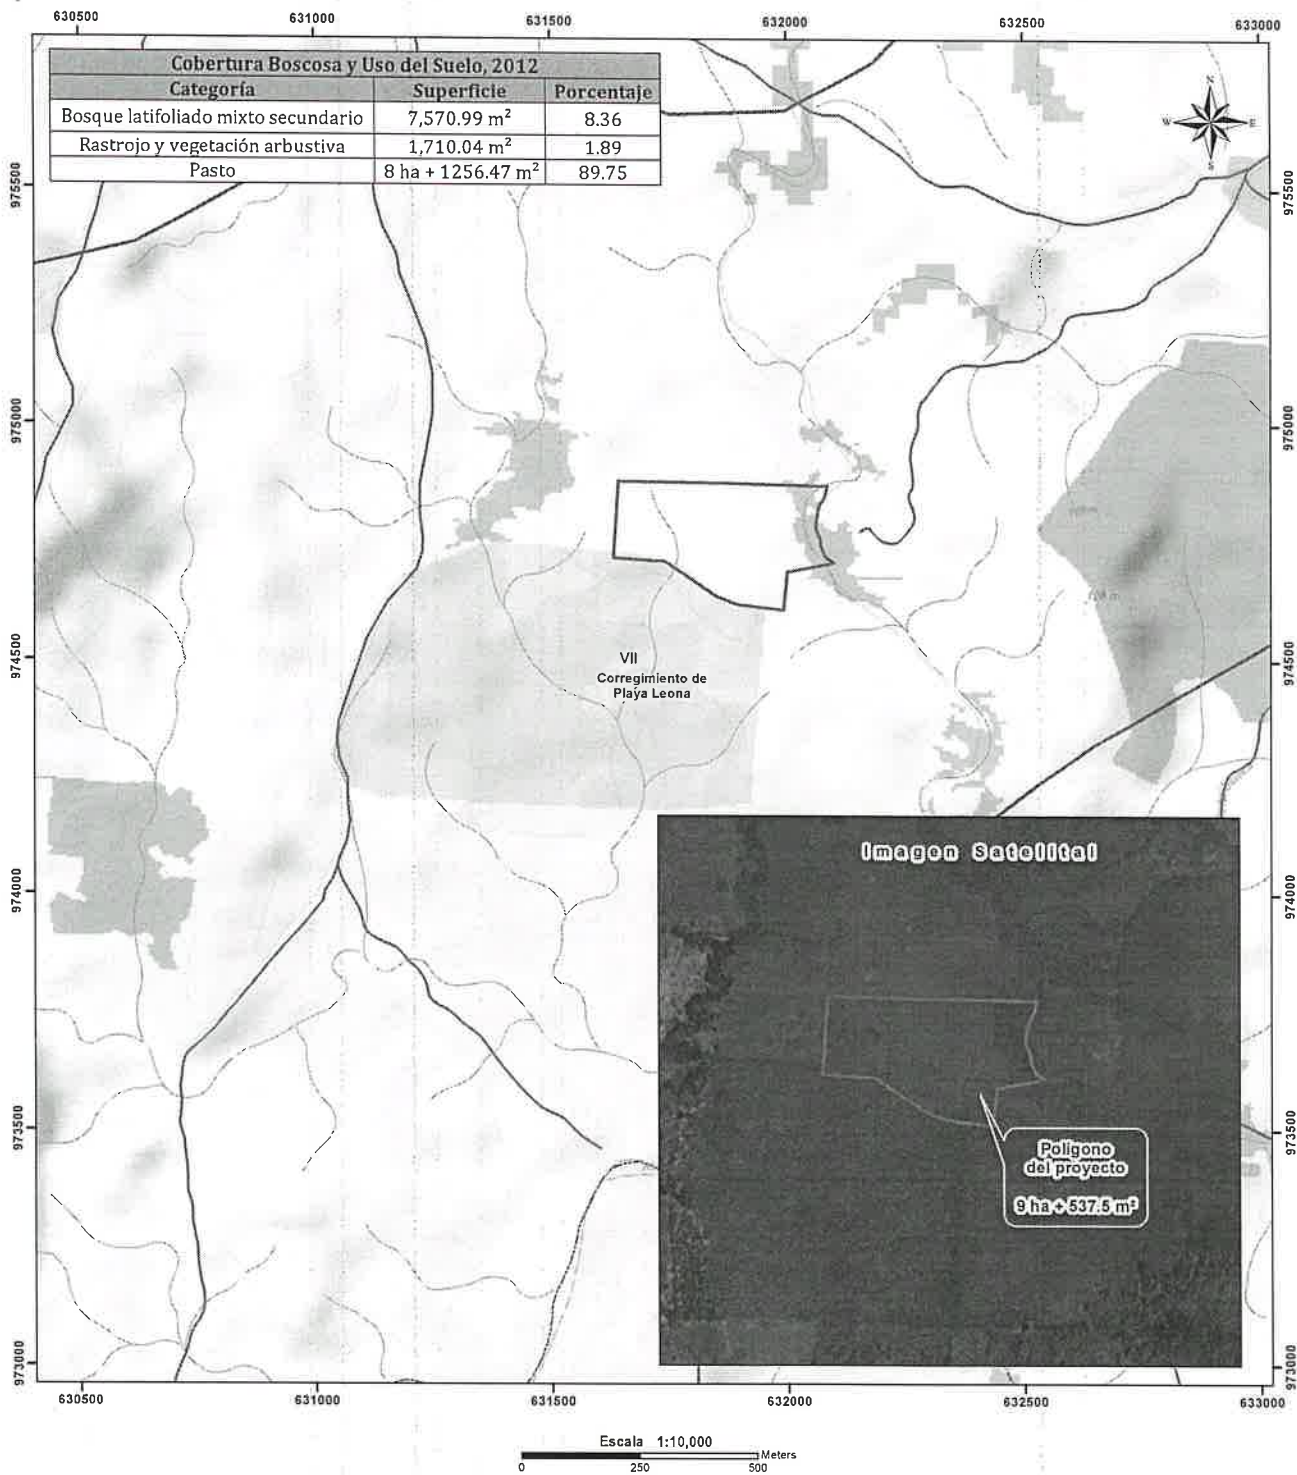 630500 631000 631500 632000 632500 633000
Cobertura Boscosa y Uso del Suelo, 2012
Categoría Superficie Porcentaje
Bosque latifoliado mixto secundario 7,570.99 m² 8.36
Rastrojo y vegetación arbustiva 1,710.04 m² 1.89
Pasto 8 ha + 1256.47 m² 89.75
N
W E
S
975500 975500
975000 975000
974500 974500
VII
Corregimiento de
Playa Leona
974000 974000
Imagen Satelital
973500 973500
Polígono
del proyecto
9 ha + 537.5 m²
973000 973000
630500 631000 631500 632000 632500 633000
Escala 1:10,000
Meters
0 250 500